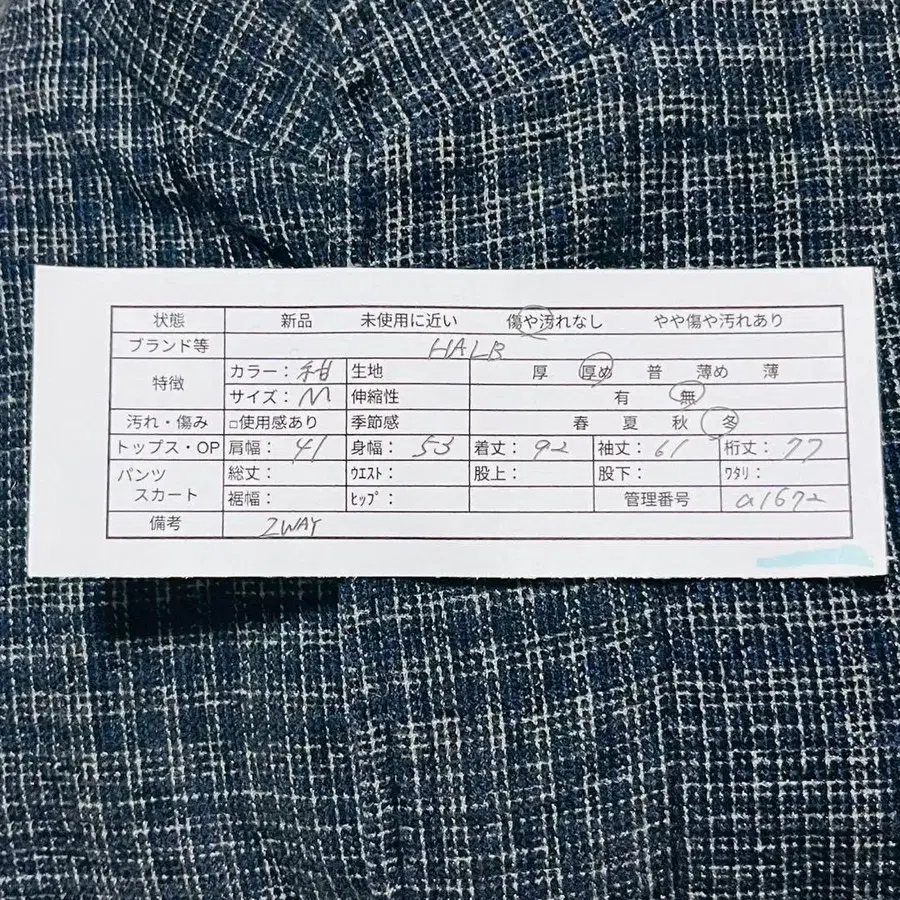 状態 新品 未使用に近い 傷や汚れなし やや傷や汚れあり
ブランド等 HALB
特徴 カラー：紺 生地 厚 厚め 普 薄め 薄
サイズ：M 伸縮性 有 無
汚れ・傷み □使用感あり 季節感 春 夏 秋 冬
トップス・OP 肩幅： 41 身幅： 53 着丈： 92 袖丈： 61 裄丈： 77
パンツ 総丈： ｳｴｽﾄ： 股上： 股下： ﾜﾀﾘ：
スカート 裾幅： ﾋｯﾌﾟ： 管理番号 a1672
備考 2WAY